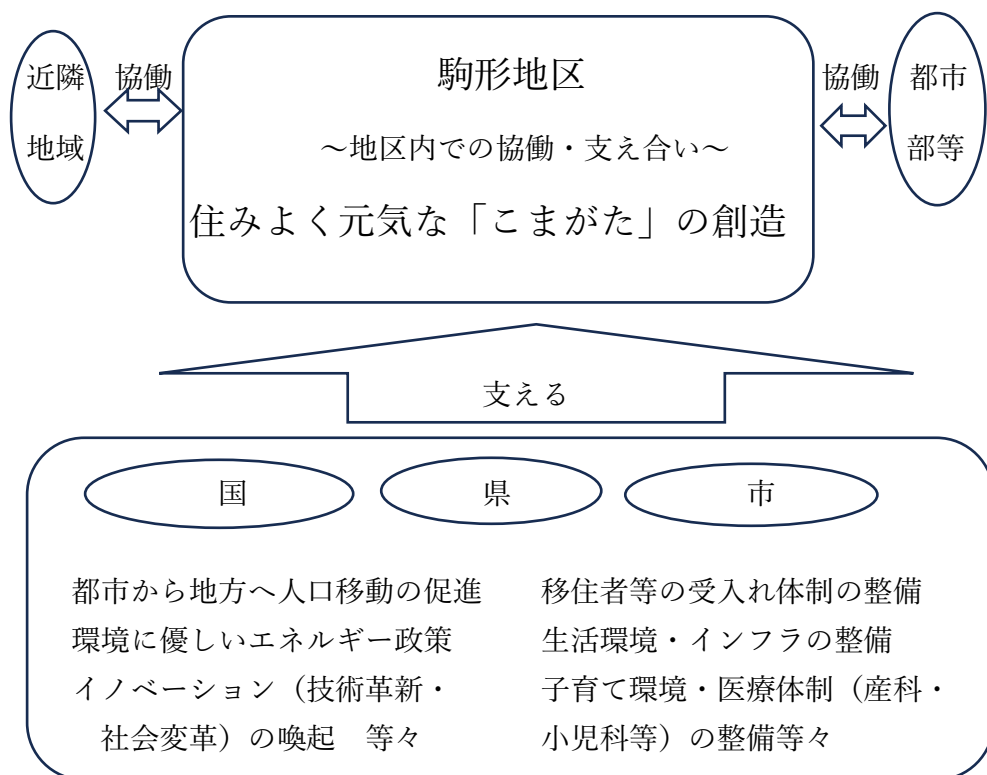 近隣
地域
協働
駒形地区
～地区内での協働・支え合い～
住みよく元気な「こまがた」の創造
協働
都市
部等
支える
国
県
市
都市から地方へ人口移動の促進
環境に優しいエネルギー政策
イノベーション（技術革新・
社会変革）の喚起　等々
移住者等の受入れ体制の整備
生活環境・インフラの整備
子育て環境・医療体制（産科・
小児科等）の整備等々